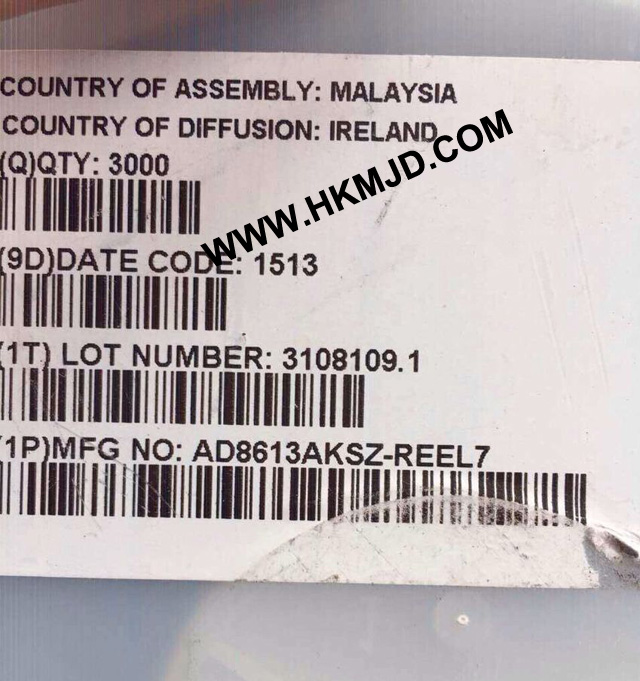 COUNTRY OF ASSEMBLY: MALAYSIA
COUNTRY OF DIFFUSION: IRELAND
(Q)QTY: 3000
WWW.HKMJD.COM
(9D)DATE CODE: 1513
(1T) LOT NUMBER: 3108109.1
(1P)MFG NO: AD8613AKSZ-REEL7